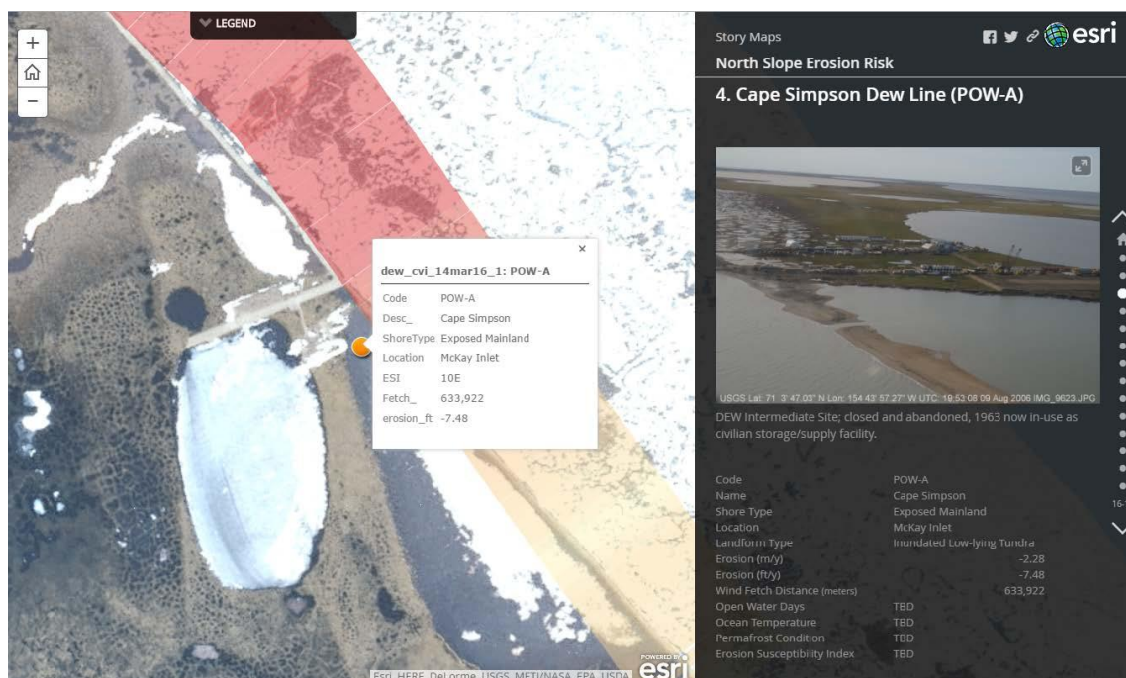 LEGEND
+
−
dew_cvi_14mar16_1: POW-A
×
Code POW-A
Desc_ Cape Simpson
ShoreType Exposed Mainland
Location McKay Inlet
ESI 10E
Fetch_ 633,922
erosion_ft -7.48
Esri, HERE, DeLorme, USGS, METI/NASA, EPA, USDA
POWERED BY
esri
Story Maps
esri
North Slope Erosion Risk
4. Cape Simpson Dew Line (POW-A)
USGS Lat: 71 3' 47.03" N Lon: 154 43' 57.27" W UTC: 19:53:08 09 Aug 2006 IMG_9623.JPG
DEW Intermediate Site; closed and abandoned, 1963 now in-use as
civilian storage/supply facility.
Code POW-A
Name Cape Simpson
Shore Type Exposed Mainland
Location McKay Inlet
Landform Type Inundated Low-lying Tundra
Erosion (m/y) -2.28
Erosion (ft/y) -7.48
Wind Fetch Distance (meters) 633,922
Open Water Days TBD
Ocean Temperature TBD
Permafrost Condition TBD
Erosion Susceptibility Index TBD